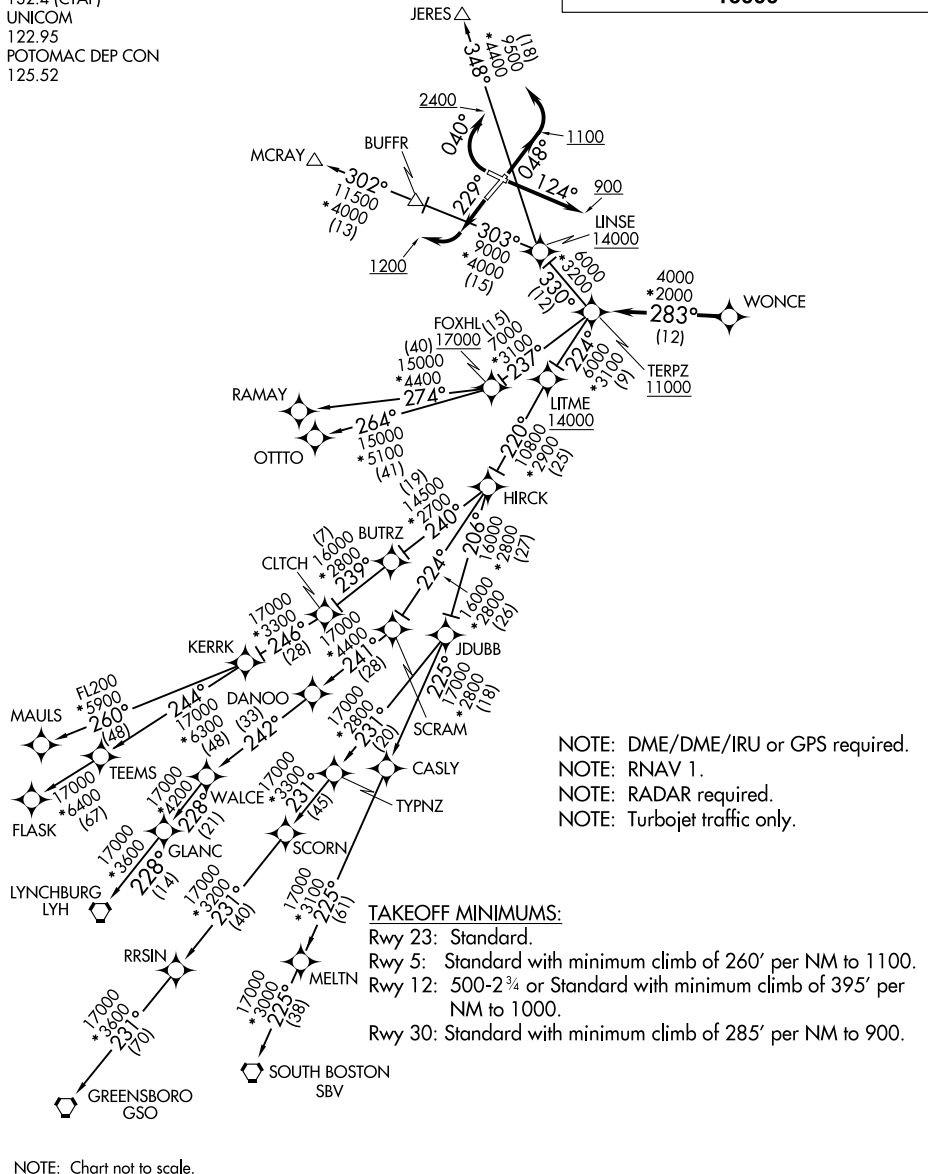 UNICOM
122.95
POTOMAC DEP CON
125.52
JERES
(18)
9500
*4400
348°
2400
040°
1100
048°
MCRAY
BUFFR
302°
11500
*4000
(13)
229°
124°
900
1200
303°
9000
*4000
(15)
LINSE
14000
6000
*3200
330°
(12)
4000
*2000
283°
(12)
WONCE
TERPZ
11000
FOXHL
17000
(15)
7000
*3100
237°
224°
6000
*3100
(9)
(40)
15000
*4400
274°
RAMAY
264°
15000
*5100
(41)
OTTTO
LITME
14000
220°
10800
*2900
(25)
HIRCK
(19)
14500
*2700
240°
BUTRZ
206°
16000
*2800
(27)
(7)
16000
*2800
239°
CLTCH
224°
16000
*2800
(26)
17000
*3300
246°
(28)
KERRK
17000
*4400
241°
(28)
JDUBB
SCRAM
DANOO
225°
17000
*2800
(18)
FL200
*5900
260°
(48)
MAULS
244°
17000
*6300
(48)
(33)
242°
17000
*2800
231°
(20)
CASLY
TEEMS
WALCE
TYPNZ
17000
*6400
(67)
FLASK
17000
*4200
228°
(21)
GLANC
17000
*3300
231°
(45)
SCORN
17000
*3600
228°
(14)
LYNCHBURG
LYH
17000
*3200
231°
(40)
17000
*3100
225°
(61)
RRSIN
MELTN
17000
*3600
231°
(70)
17000
*3000
225°
(38)
SOUTH BOSTON
SBV
GREENSBORO
GSO
NOTE: DME/DME/IRU or GPS required.
NOTE: RNAV 1.
NOTE: RADAR required.
NOTE: Turbojet traffic only.
TAKEOFF MINIMUMS:
Rwy 23: Standard.
Rwy 5: Standard with minimum climb of 260' per NM to 1100.
Rwy 12: 500-2¾ or Standard with minimum climb of 395' per
NM to 1000.
Rwy 30: Standard with minimum climb of 285' per NM to 900.
NOTE: Chart not to scale.